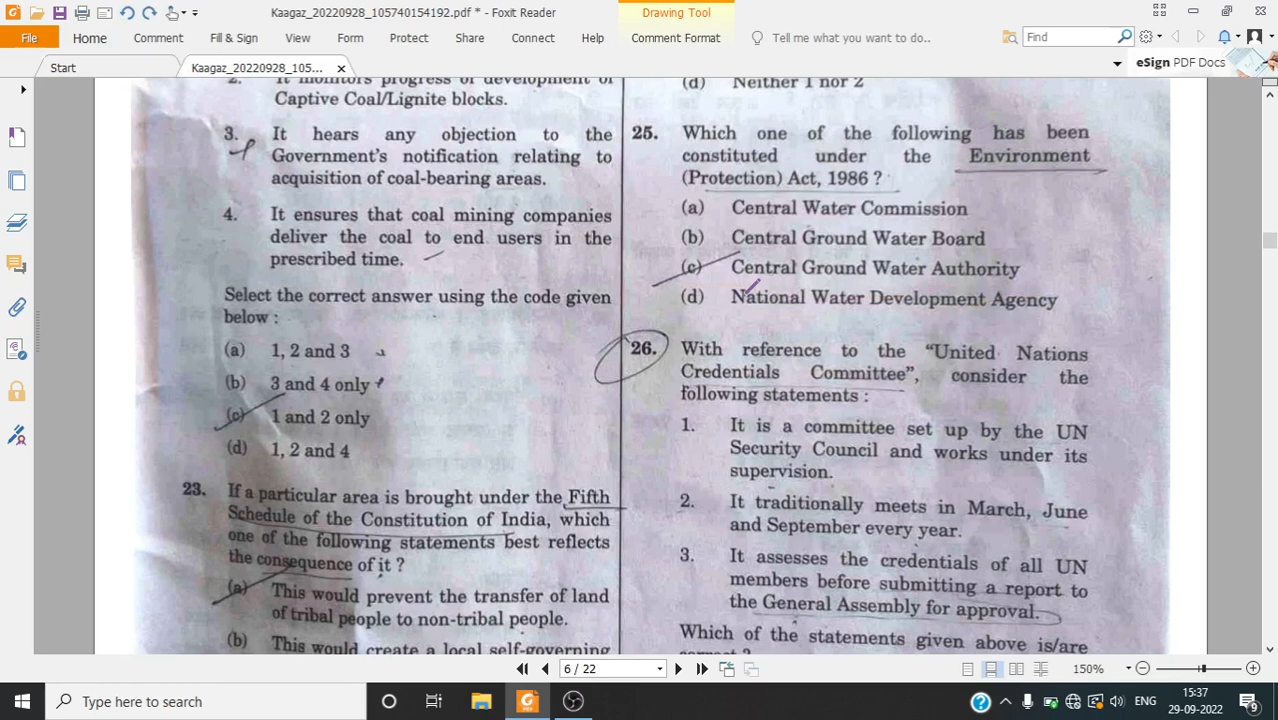 Kaagaz_20220928_105740154192.pdf * - Foxit Reader
Drawing Tool
File
Home
Comment
Fill & Sign
View
Form
Protect
Share
Connect
Help
Comment Format
Tell me what you want to do..
Find
Start
Kaagaz_20220928_105...
eSign PDF Docs
2. It monitors progress of development of
Captive Coal/Lignite blocks.
3. It hears any objection to the
Government's notification relating to
acquisition of coal-bearing areas.
4. It ensures that coal mining companies
deliver the coal to end users in the
prescribed time.
Select the correct answer using the code given
below :
(a) 1, 2 and 3
(b) 3 and 4 only
(c) 1 and 2 only
(d) 1, 2 and 4
23. If a particular area is brought under the Fifth
Schedule of the Constitution of India, which
one of the following statements best reflects
the consequence of it ?
(a) This would prevent the transfer of land
of tribal people to non-tribal people.
(b) This would create a local self-governing
(d) Neither 1 nor 2
25. Which one of the following has been
constituted under the Environment
(Protection) Act, 1986 ?
(a) Central Water Commission
(b) Central Ground Water Board
(c) Central Ground Water Authority
(d) National Water Development Agency
26. With reference to the "United Nations
Credentials Committee", consider the
following statements :
1. It is a committee set up by the UN
Security Council and works under its
supervision.
2. It traditionally meets in March, June
and September every year.
3. It assesses the credentials of all UN
members before submitting a report to
the General Assembly for approval.
Which of the statements given above is/are
correct ?
6 / 22
150%
Type here to search
ENG
15:37
29-09-2022
9